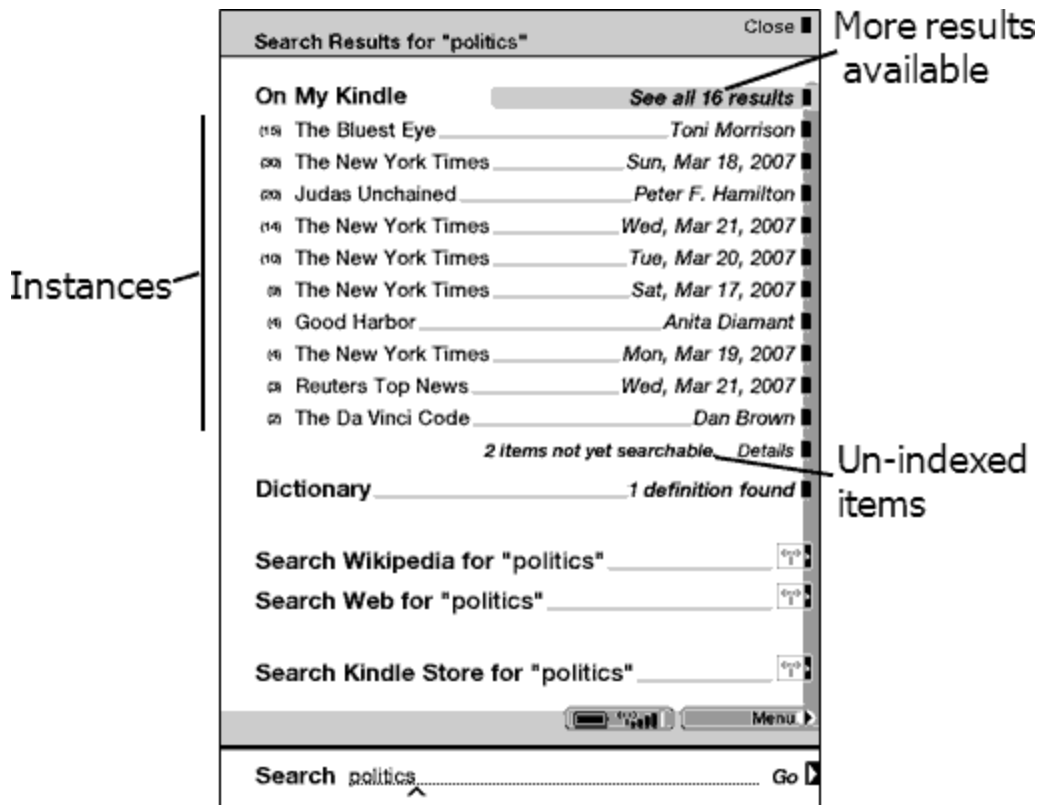 Search Results for "politics" Close
More results
available
On My Kindle See all 16 results
(15) The Bluest Eye Toni Morrison
(30) The New York Times Sun, Mar 18, 2007
(20) Judas Unchained Peter F. Hamilton
(14) The New York Times Wed, Mar 21, 2007
(10) The New York Times Tue, Mar 20, 2007
Instances
(9) The New York Times Sat, Mar 17, 2007
(4) Good Harbor Anita Diamant
(4) The New York Times Mon, Mar 19, 2007
(3) Reuters Top News Wed, Mar 21, 2007
(2) The Da Vinci Code Dan Brown
2 items not yet searchable Details
Un-indexed
items
Dictionary 1 definition found
Search Wikipedia for "politics"
Search Web for "politics"
Search Kindle Store for "politics"
Menu
Search politics Go